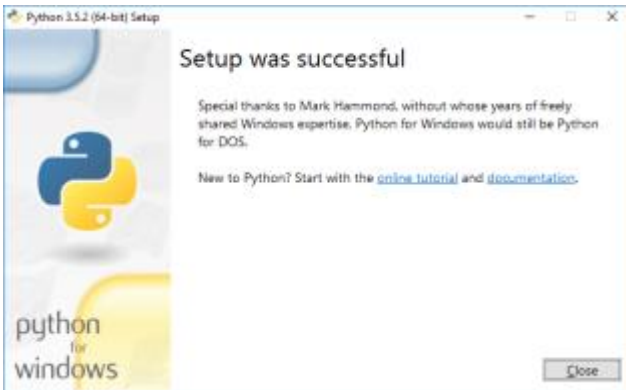 Python 3.5.2 (64-bit) Setup
Setup was successful
Special thanks to Mark Hammond, without whose years of freely
shared Windows expertise, Python for Windows would still be Python
for DOS.
New to Python? Start with the online tutorial and documentation.
python
for
windows
Close